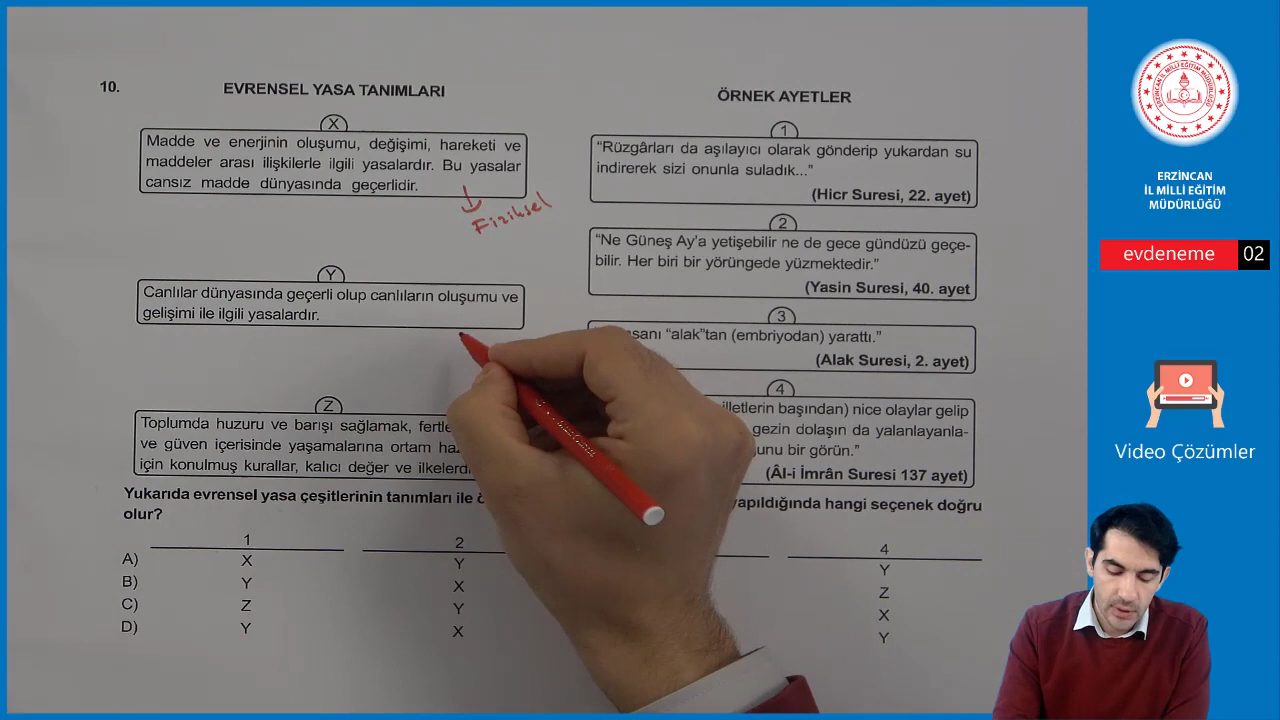 10.
EVRENSEL YASA TANIMLARI
X
Madde ve enerjinin oluşumu, değişimi, hareketi ve
maddeler arası ilişkilerle ilgili yasalardır. Bu yasalar
cansız madde dünyasında geçerlidir.
Fiziksel
Y
Canlılar dünyasında geçerli olup canlıların oluşumu ve
gelişimi ile ilgili yasalardır.
Z
Toplumda huzuru ve barışı sağlamak,
ve güven içerisinde yaşamalarına ortam
için konulmuş kurallar, kalıcı değer ve
ÖRNEK AYETLER
1
“Rüzgârları da aşılayıcı olarak gönderip yukardan su
indirerek sizi onunla suladık...”
(Hicr Suresi, 22. ayet)
2
“Ne Güneş Ay’a yetişebilir ne de gece gündüzü geçe-
bilir. Her biri bir yörüngede yüzmektedir.”
(Yasin Suresi, 40. ayet
3
“alak”tan (embriyodan) yarattı.”
(Alak Suresi, 2. ayet)
4
başından) nice olaylar gelip
gezin dolaşın da yalanlayanla-
bir görün.”
(Âl-i İmrân Suresi 137 ayet)
Yukarıda evrensel yasa çeşitlerinin tanımları ile
yapıldığında hangi seçenek doğru
olur?
1 2 4
A) X Y Y
B) Y X Z
C) Z Y X
D) Y X Y
ERZİNCAN
İL MİLLİ EĞİTİM
MÜDÜRLÜĞÜ
evdeneme 02
Video Çözümler